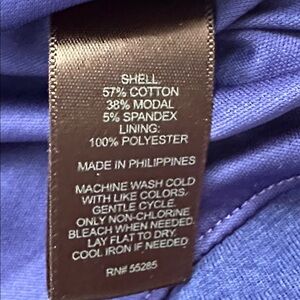 SHELL:
57% COTTON
38% MODAL
5% SPANDEX
LINING:
100% POLYESTER
MADE IN PHILIPPINES
MACHINE WASH COLD
WITH LIKE COLORS,
GENTLE CYCLE.
ONLY NON-CHLORINE
BLEACH WHEN NEEDED.
LAY FLAT TO DRY.
COOL IRON IF NEEDED
RN# 55285